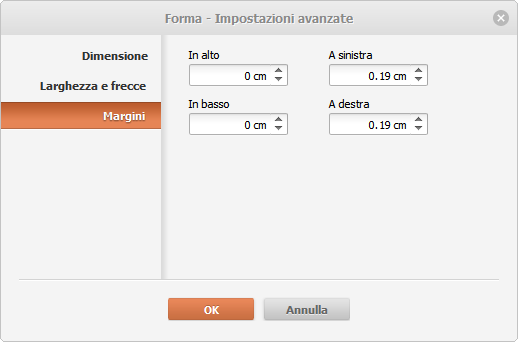 Forma - Impostazioni avanzate
Dimensione
Larghezza e frecce
Margini
In alto A sinistra
0 cm 0.19 cm
In basso A destra
0 cm 0.19 cm
OK Annulla